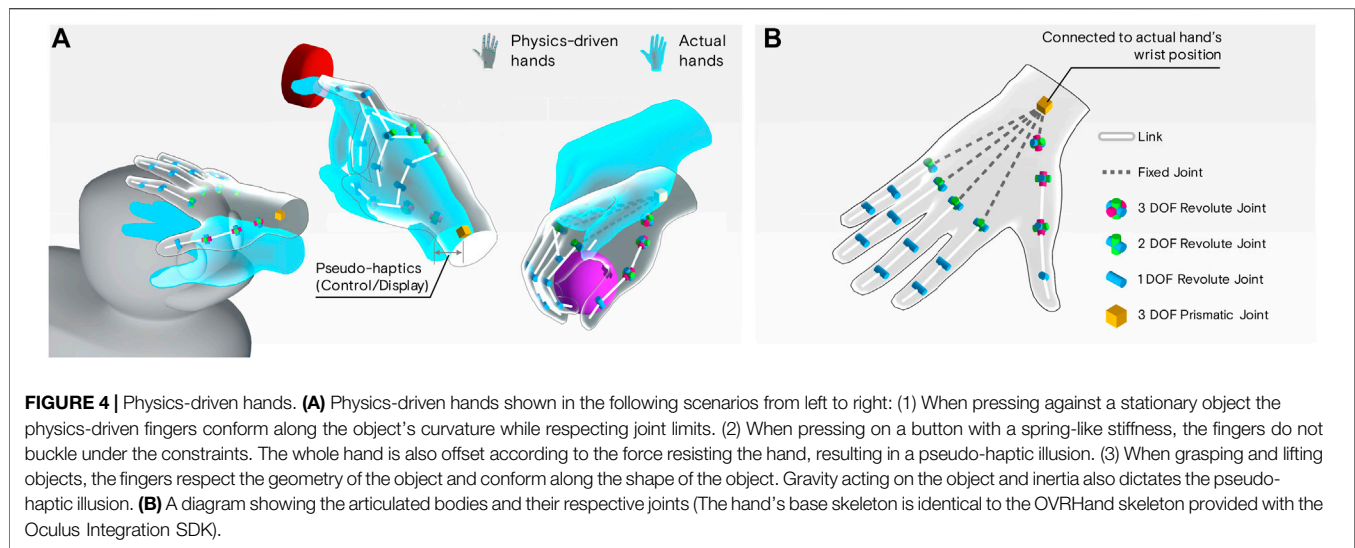 A
Physics-driven
hands
Actual
hands
Pseudo-haptics
(Control/Display)
B
Connected to actual hand's
wrist position
Link
Fixed Joint
3 DOF Revolute Joint
2 DOF Revolute Joint
1 DOF Revolute Joint
3 DOF Prismatic Joint
FIGURE 4 | Physics-driven hands. (A) Physics-driven hands shown in the following scenarios from left to right: (1) When pressing against a stationary object the
physics-driven fingers conform along the object's curvature while respecting joint limits. (2) When pressing on a button with a spring-like stiffness, the fingers do not
buckle under the constraints. The whole hand is also offset according to the force resisting the hand, resulting in a pseudo-haptic illusion. (3) When grasping and lifting
objects, the fingers respect the geometry of the object and conform along the shape of the object. Gravity acting on the object and inertia also dictates the pseudo-
haptic illusion. (B) A diagram showing the articulated bodies and their respective joints (The hand's base skeleton is identical to the OVRHand skeleton provided with the
Oculus Integration SDK).